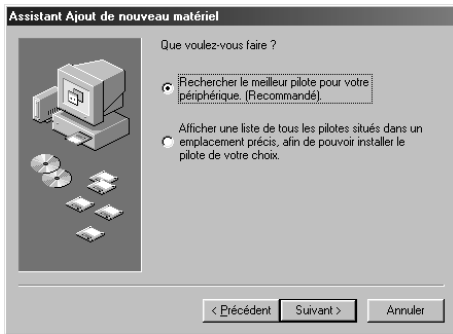 Assistant Ajout de nouveau matériel
Que voulez-vous faire ?
Rechercher le meilleur pilote pour votre
périphérique. (Recommandé).
Afficher une liste de tous les pilotes situés dans un
emplacement précis, afin de pouvoir installer le
pilote de votre choix.
< Précédent
Suivant >
Annuler